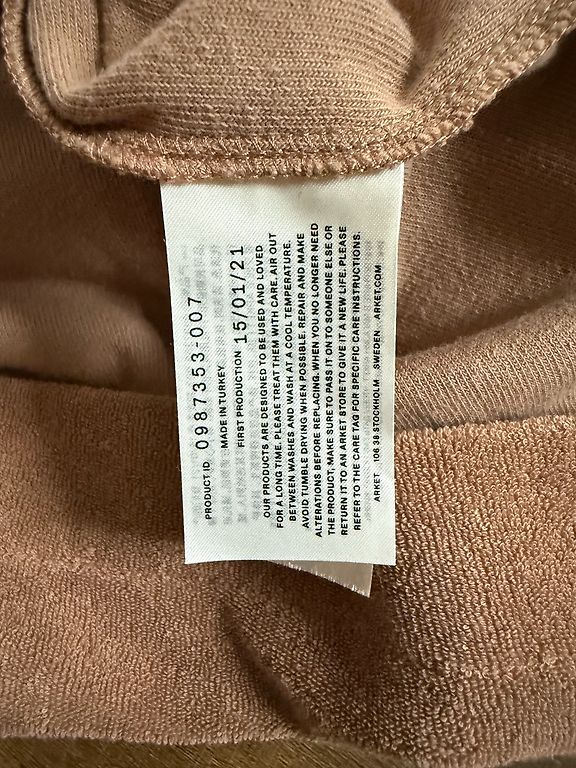 PRODUCT ID 0987353-007
MADE IN TURKEY
FIRST PRODUCTION 15/01/21
OUR PRODUCTS ARE DESIGNED TO BE USED AND LOVED
FOR A LONG TIME. PLEASE TREAT THEM WITH CARE. AIR OUT
BETWEEN WASHES AND WASH AT A COOL TEMPERATURE.
AVOID TUMBLE DRYING WHEN POSSIBLE. REPAIR AND MAKE
ALTERATIONS BEFORE REPLACING. WHEN YOU NO LONGER NEED
THE PRODUCT, MAKE SURE TO PASS IT ON TO SOMEONE ELSE OR
RETURN IT TO AN ARKET STORE TO GIVE IT A NEW LIFE. PLEASE
REFER TO THE CARE TAG FOR SPECIFIC CARE INSTRUCTIONS.
ARKET 106 38 STOCKHOLM SWEDEN ARKET.COM